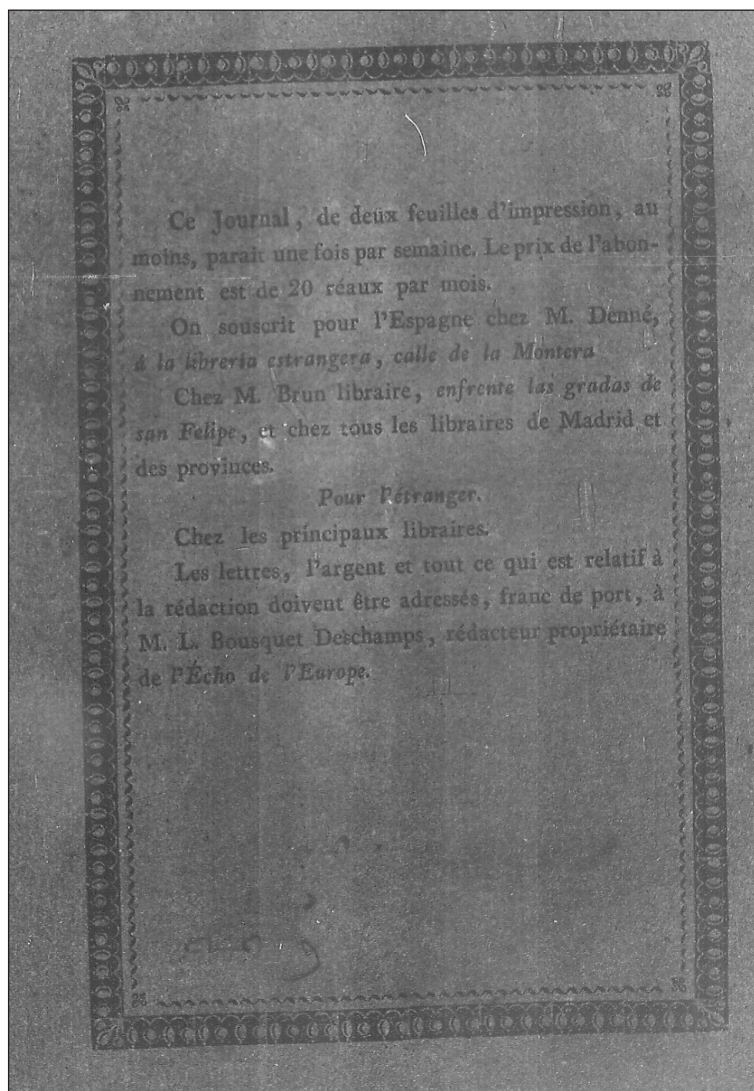 Ce Journal, de deüx feuilles d'impression, au
moins, parait une fois par semaine. Le prix de l'abon-
nement est de 20 réaux par mois.
On souscrit pour l'Espagne chez M. Denné,
à la libreria estrangera, calle de la Montera
Chez M. Brun libraire, enfrente las gradas de
san Felipe, et chez tous les libraires de Madrid et
des provinces.
Pour l'étranger.
Chez les principaux libraires.
Les lettres, l'argent et tout ce qui est relatif à
la rédaction doivent être adressés, franc de port, à
M. L. Bousquet Deschamps, rédacteur propriétaire
de l'Écho de l'Europe.